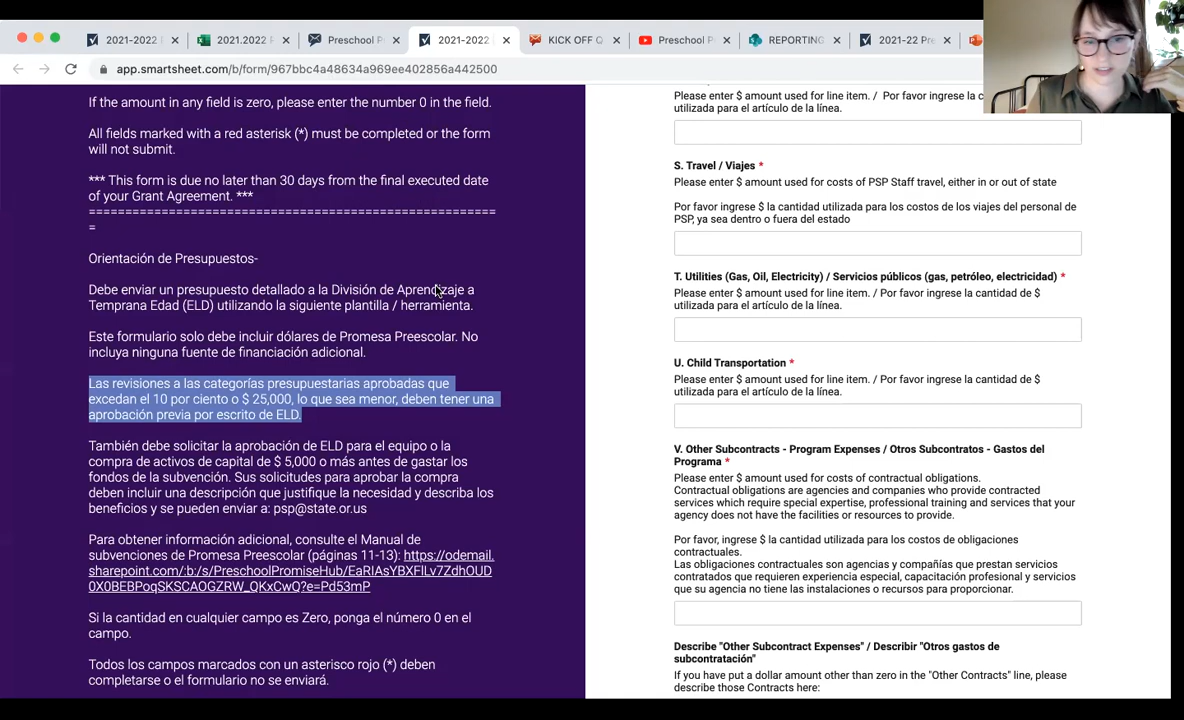 2021-2022
2021.2022
Preschool P
2021-2022
KICK OFF Q
Preschool P
REPORTING
2021-22 Pre
app.smartsheet.com/b/form/967bbc4a48634a969ee402856a442500
If the amount in any field is zero, please enter the number 0 in the field.
All fields marked with a red asterisk (*) must be completed or the form
will not submit.
*** This form is due no later than 30 days from the final executed date
of your Grant Agreement. ***
====================================================
=
Orientación de Presupuestos-
Debe enviar un presupuesto detallado a la División de Aprendizaje a
Temprana Edad (ELD) utilizando la siguiente plantilla / herramienta.
Este formulario solo debe incluir dólares de Promesa Preescolar. No
incluya ninguna fuente de financiación adicional.
Las revisiones a las categorías presupuestarias aprobadas que
excedan el 10 por ciento o $ 25,000, lo que sea menor, deben tener una
aprobación previa por escrito de ELD.
También debe solicitar la aprobación de ELD para el equipo o la
compra de activos de capital de $ 5,000 o más antes de gastar los
fondos de la subvención. Sus solicitudes para aprobar la compra
deben incluir una descripción que justifique la necesidad y describa los
beneficios y se pueden enviar a: psp@state.or.us
Para obtener información adicional, consulte el Manual de
subvenciones de Promesa Preescolar (páginas 11-13): https://odemail.
sharepoint.com/:b:/s/PreschoolPromiseHub/EaRIAsYBXFILv7ZdhOUD
0X0BEBPoqSKSCAOGZRW_QKxCwQ?e=Pd53mP
Si la cantidad en cualquier campo es Zero, ponga el número 0 en el
campo.
Todos los campos marcados con un asterisco rojo (*) deben
completarse o el formulario no se enviará.
Please enter $ amount used for line item. / Por favor ingrese la c
utilizada para el artículo de la línea.
S. Travel / Viajes *
Please enter $ amount used for costs of PSP Staff travel, either in or out of state
Por favor ingrese $ la cantidad utilizada para los costos de los viajes del personal de
PSP, ya sea dentro o fuera del estado
T. Utilities (Gas, Oil, Electricity) / Servicios públicos (gas, petróleo, electricidad) *
Please enter $ amount used for line item. / Por favor ingrese la cantidad de $
utilizada para el artículo de la línea.
U. Child Transportation *
Please enter $ amount used for line item. / Por favor ingrese la cantidad de $
utilizada para el artículo de la línea.
V. Other Subcontracts - Program Expenses / Otros Subcontratos - Gastos del
Programa *
Please enter $ amount used for costs of contractual obligations.
Contractual obligations are agencies and companies who provide contracted
services which require special expertise, professional training and services that your
agency does not have the facilities or resources to provide.
Por favor, ingrese $ la cantidad utilizada para los costos de obligaciones
contractuales.
Las obligaciones contractuales son agencias y compañías que prestan servicios
contratados que requieren experiencia especial, capacitación profesional y servicios
que su agencia no tiene las instalaciones o recursos para proporcionar.
Describe "Other Subcontract Expenses" / Describir "Otros gastos de
subcontratación"
If you have put a dollar amount other than zero in the "Other Contracts" line, please
describe those Contracts here: